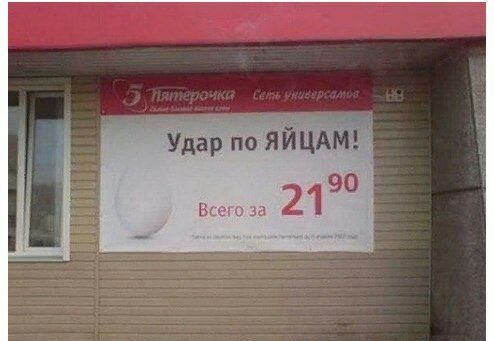 5 Пятерочка Сеть универсамов
Удар по ЯЙЦАМ!
Всего за 21 90